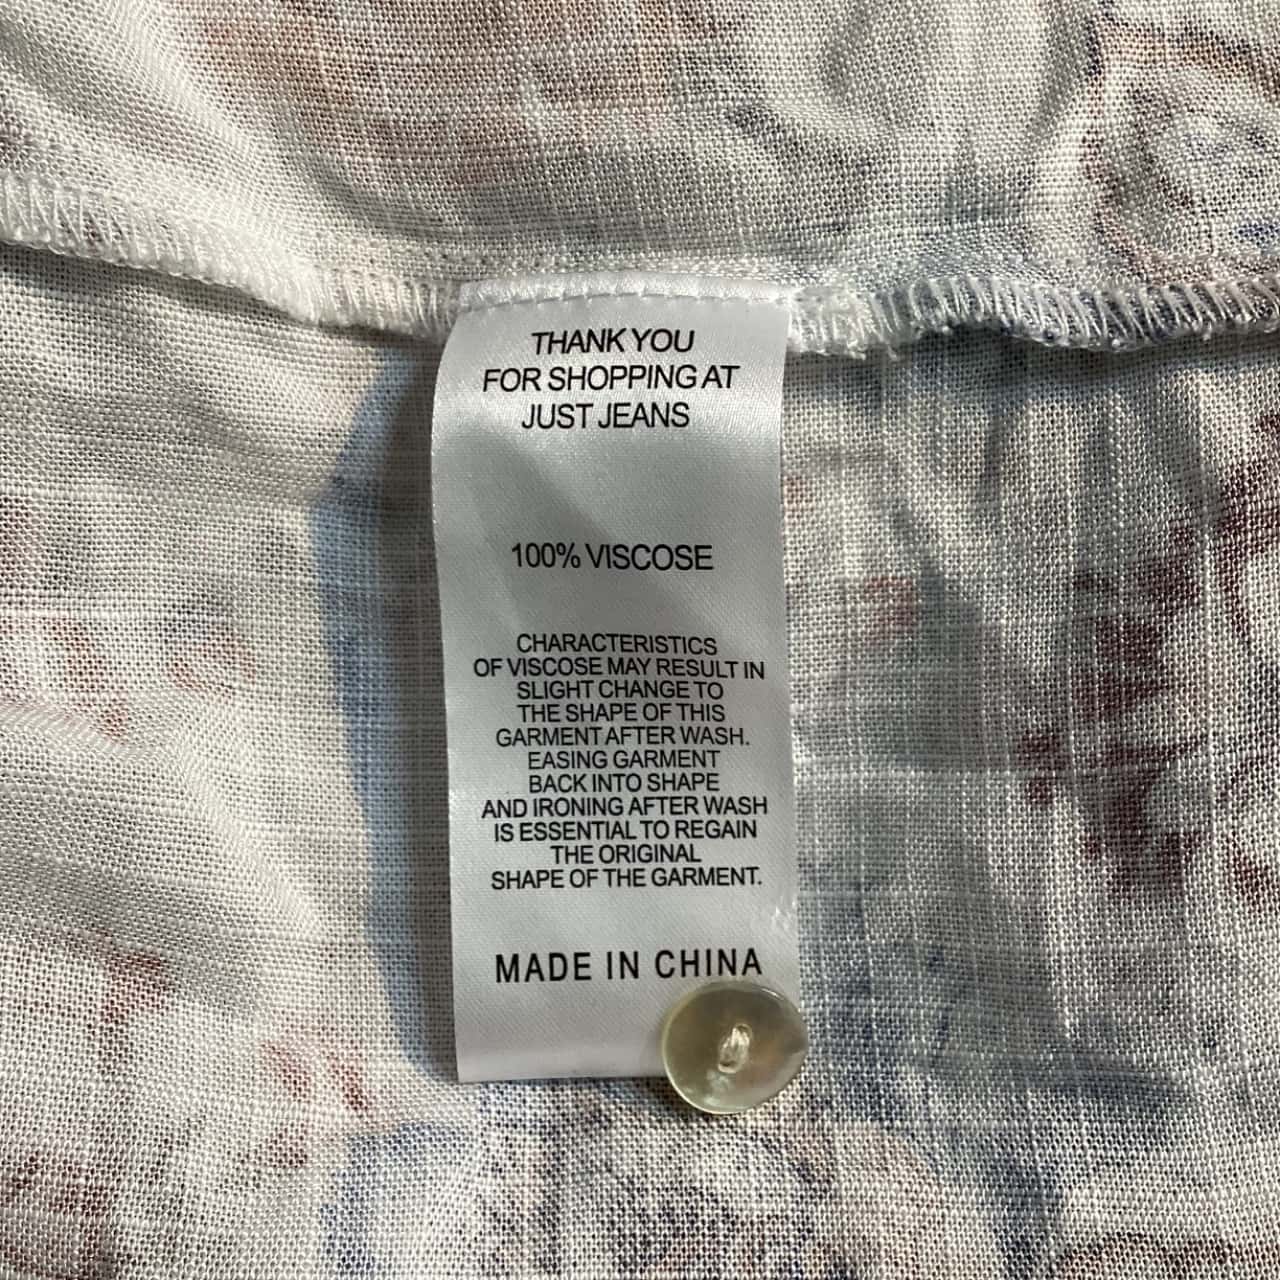 THANK YOU
FOR SHOPPING AT
JUST JEANS
100% VISCOSE
CHARACTERISTICS
OF VISCOSE MAY RESULT IN
SLIGHT CHANGE TO
THE SHAPE OF THIS
GARMENT AFTER WASH.
EASING GARMENT
BACK INTO SHAPE
AND IRONING AFTER WASH
IS ESSENTIAL TO REGAIN
THE ORIGINAL
SHAPE OF THE GARMENT.
MADE IN CHINA